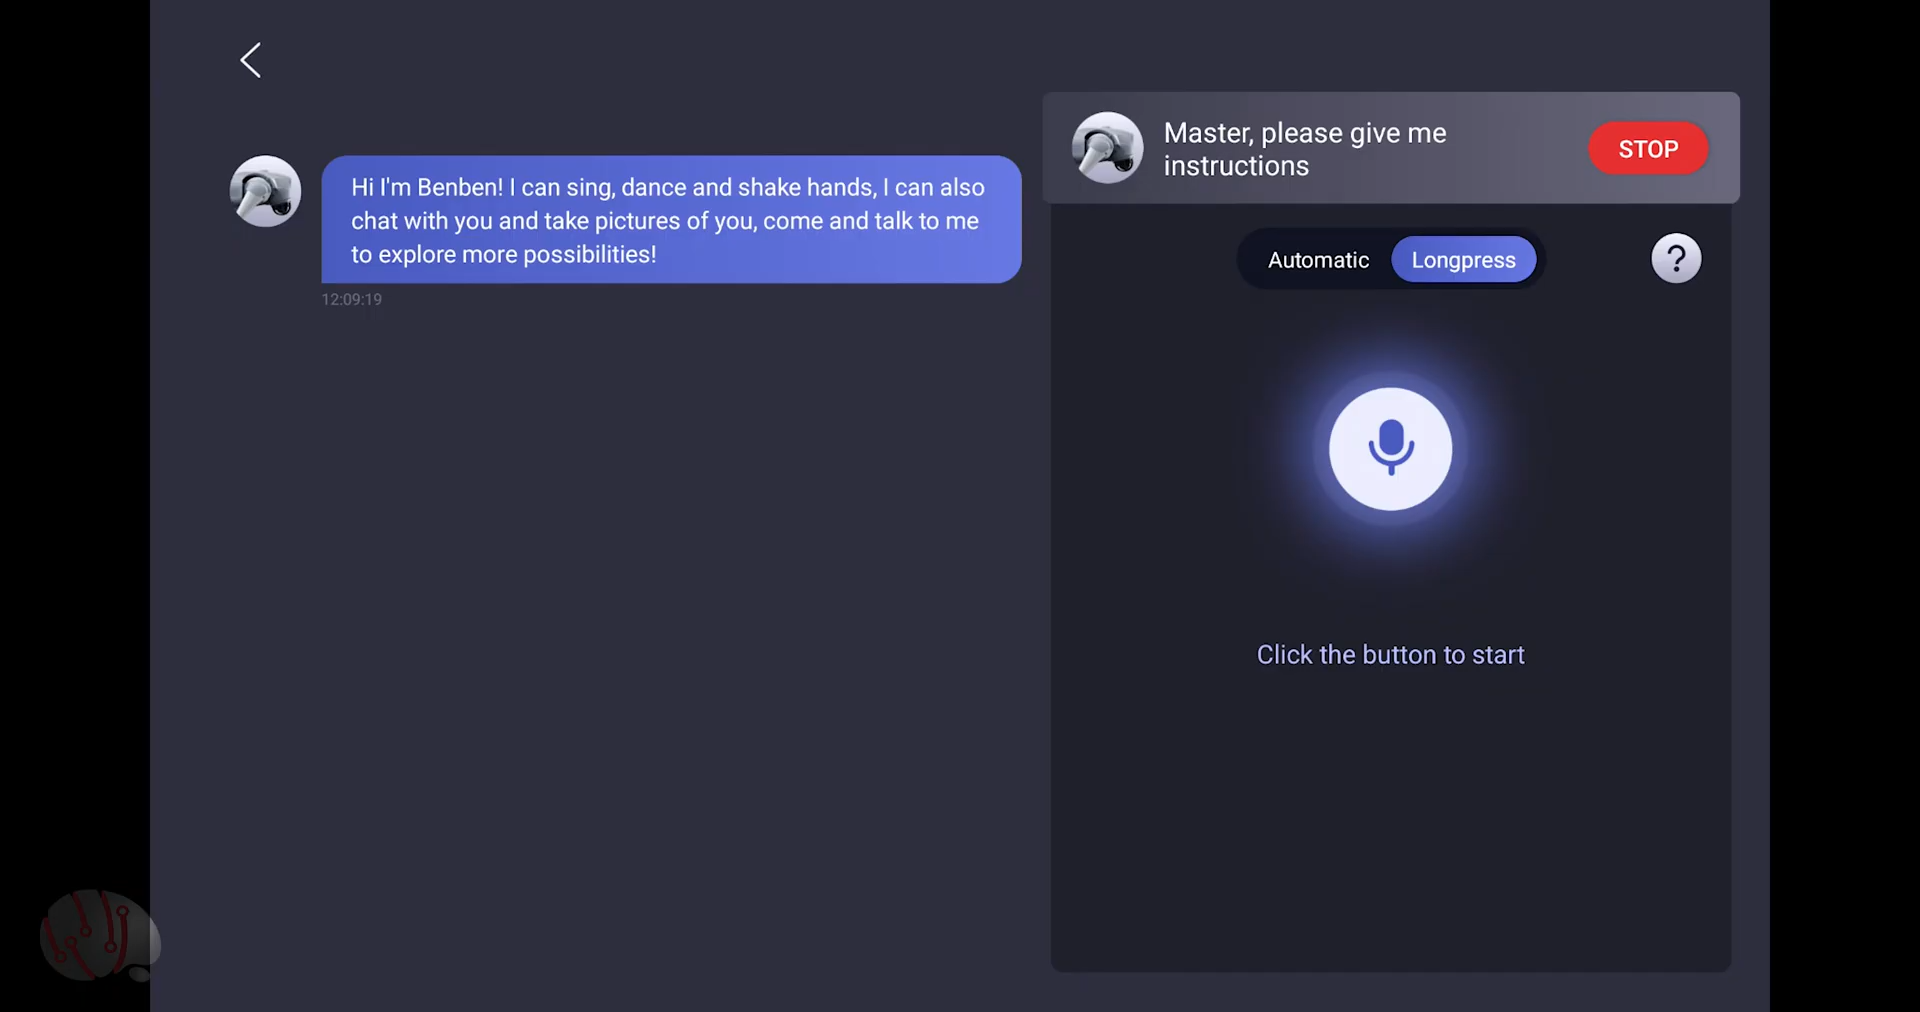 Hi I'm Benben! I can sing, dance and shake hands, I can also
chat with you and take pictures of you, come and talk to me
to explore more possibilities!
12:09:19
Master, please give me
instructions
STOP
Automatic
Longpress
?
Click the button to start